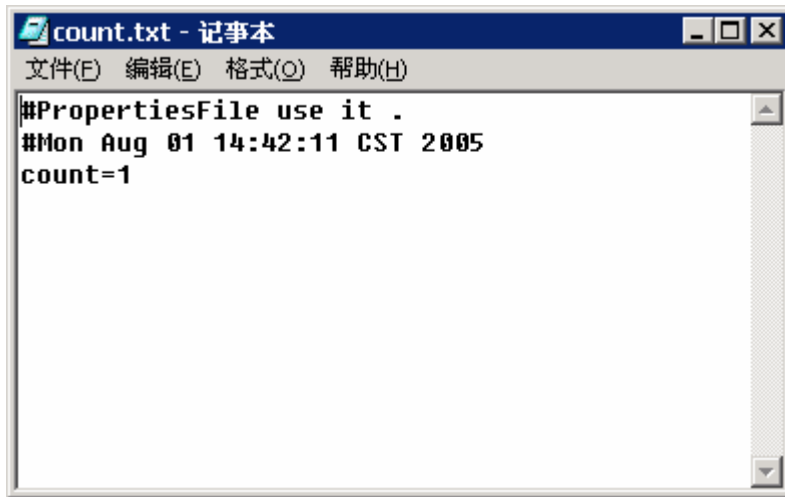 count.txt - 记事本
文件(F) 编辑(E) 格式(O) 帮助(H)
#PropertiesFile use it .
#Mon Aug 01 14:42:11 CST 2005
count=1